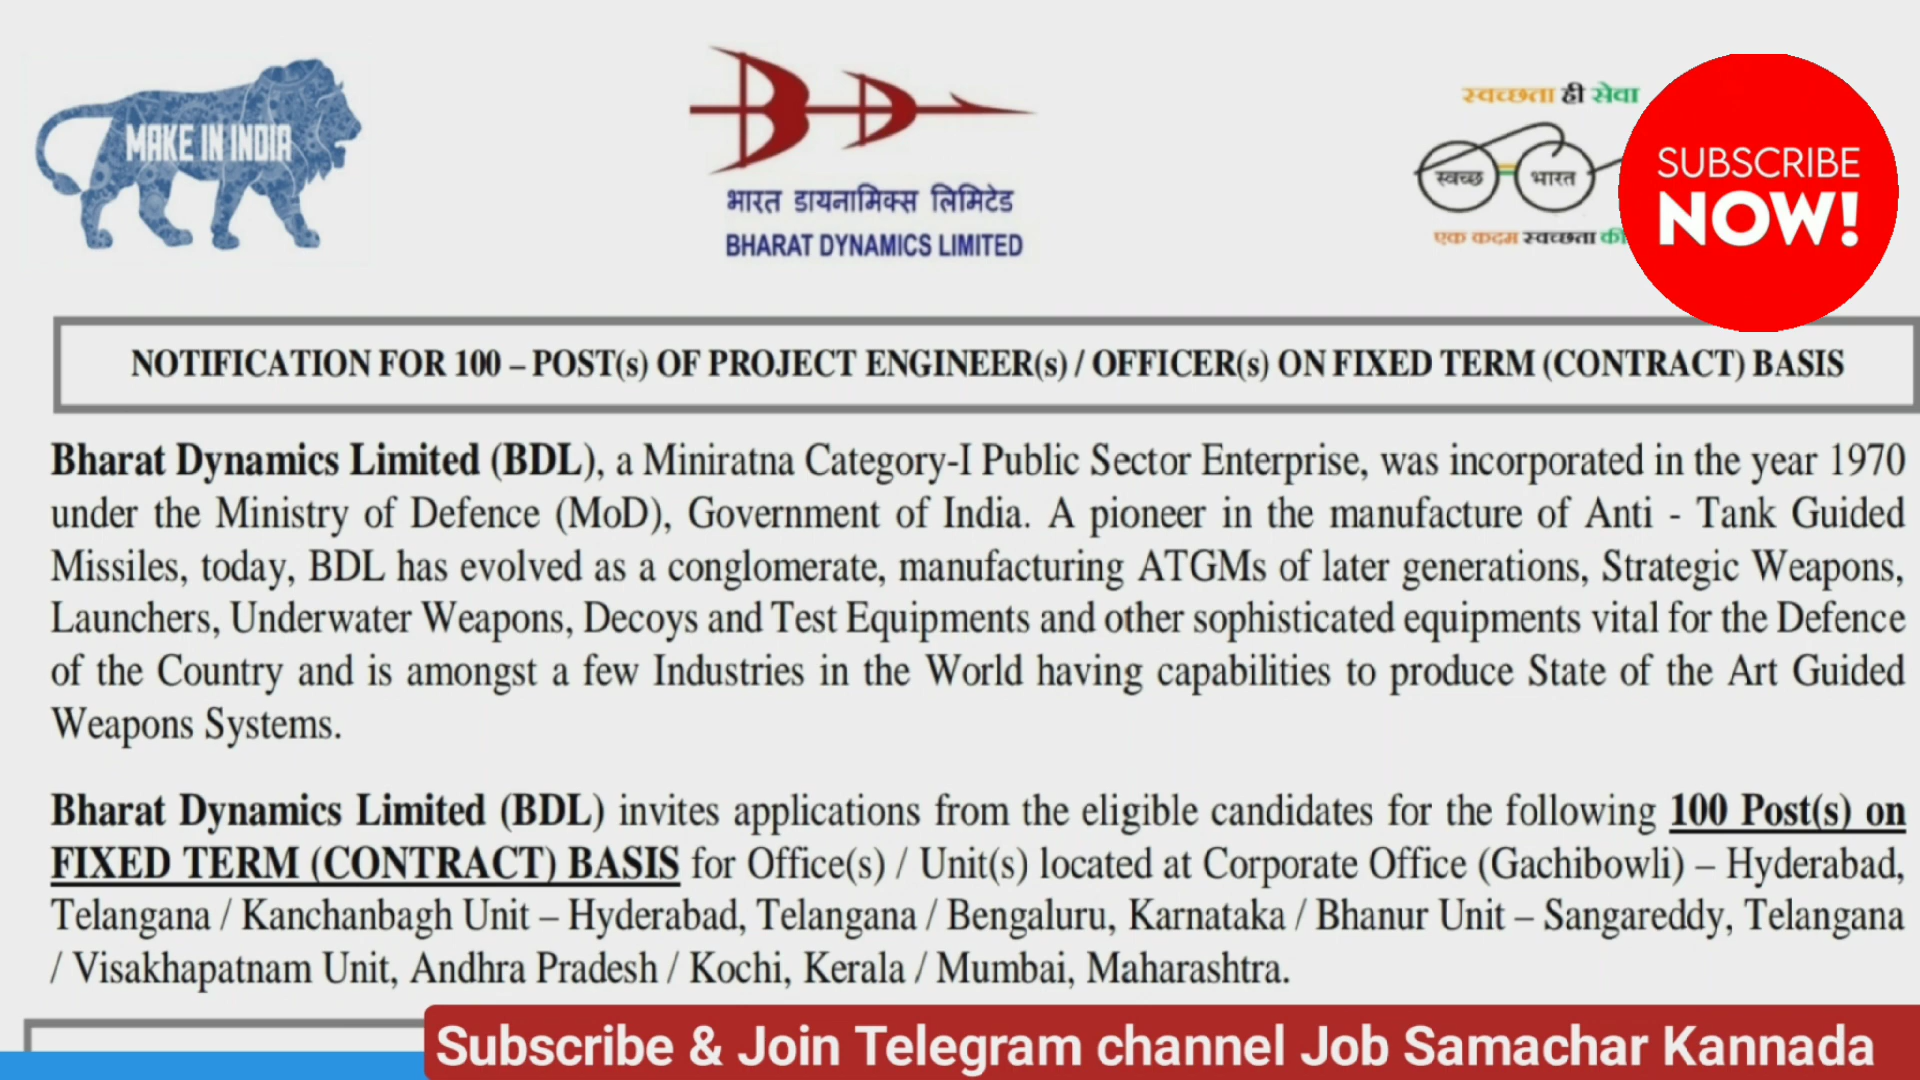 MAKE IN INDIA
भारत डायनामिक्स लिमिटेड
BHARAT DYNAMICS LIMITED
स्वच्छता ही सेवा
स्वच्छ भारत
एक कदम स्वच्छता की
SUBSCRIBE
NOW!
NOTIFICATION FOR 100 – POST(s) OF PROJECT ENGINEER(s) / OFFICER(s) ON FIXED TERM (CONTRACT) BASIS
Bharat Dynamics Limited (BDL), a Miniratna Category-I Public Sector Enterprise, was incorporated in the year 1970
under the Ministry of Defence (MoD), Government of India. A pioneer in the manufacture of Anti - Tank Guided
Missiles, today, BDL has evolved as a conglomerate, manufacturing ATGMs of later generations, Strategic Weapons,
Launchers, Underwater Weapons, Decoys and Test Equipments and other sophisticated equipments vital for the Defence
of the Country and is amongst a few Industries in the World having capabilities to produce State of the Art Guided
Weapons Systems.
Bharat Dynamics Limited (BDL) invites applications from the eligible candidates for the following 100 Post(s) on
FIXED TERM (CONTRACT) BASIS for Office(s) / Unit(s) located at Corporate Office (Gachibowli) – Hyderabad,
Telangana / Kanchanbagh Unit – Hyderabad, Telangana / Bengaluru, Karnataka / Bhanur Unit – Sangareddy, Telangana
/ Visakhapatnam Unit, Andhra Pradesh / Kochi, Kerala / Mumbai, Maharashtra.
Subscribe & Join Telegram channel Job Samachar Kannada